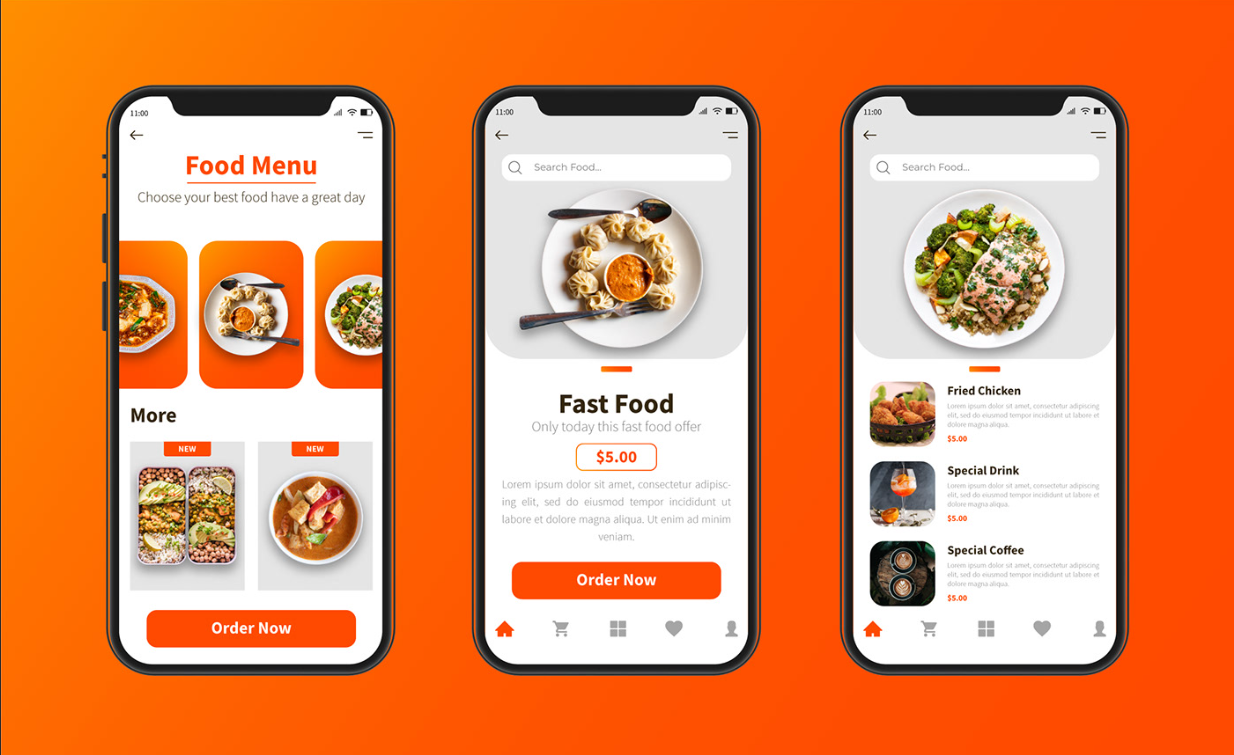 11:00
Food Menu
Choose your best food have a great day
More
NEW
NEW
Order Now
11:00
Search Food...
Fast Food
Only today this fast food offer
$5.00
Lorem ipsum dolor sit amet, consectetur adipisc-
ing elit, sed do eiusmod tempor incididunt ut
labore et dolore magna aliqua. Ut enim ad minim
veniam.
Order Now
11:00
Search Food...
Fried Chicken
Lorem ipsum dolor sit amet, consectetur adipiscing
elit, sed do eiusmod tempor incididunt ut labore et
dolore magna aliqua.
$5.00
Special Drink
Lorem ipsum dolor sit amet, consectetur adipiscing
elit, sed do eiusmod tempor incididunt ut labore et
dolore magna aliqua.
$5.00
Special Coffee
Lorem ipsum dolor sit amet, consectetur adipiscing
elit, sed do eiusmod tempor incididunt ut labore et
dolore magna aliqua.
$5.00